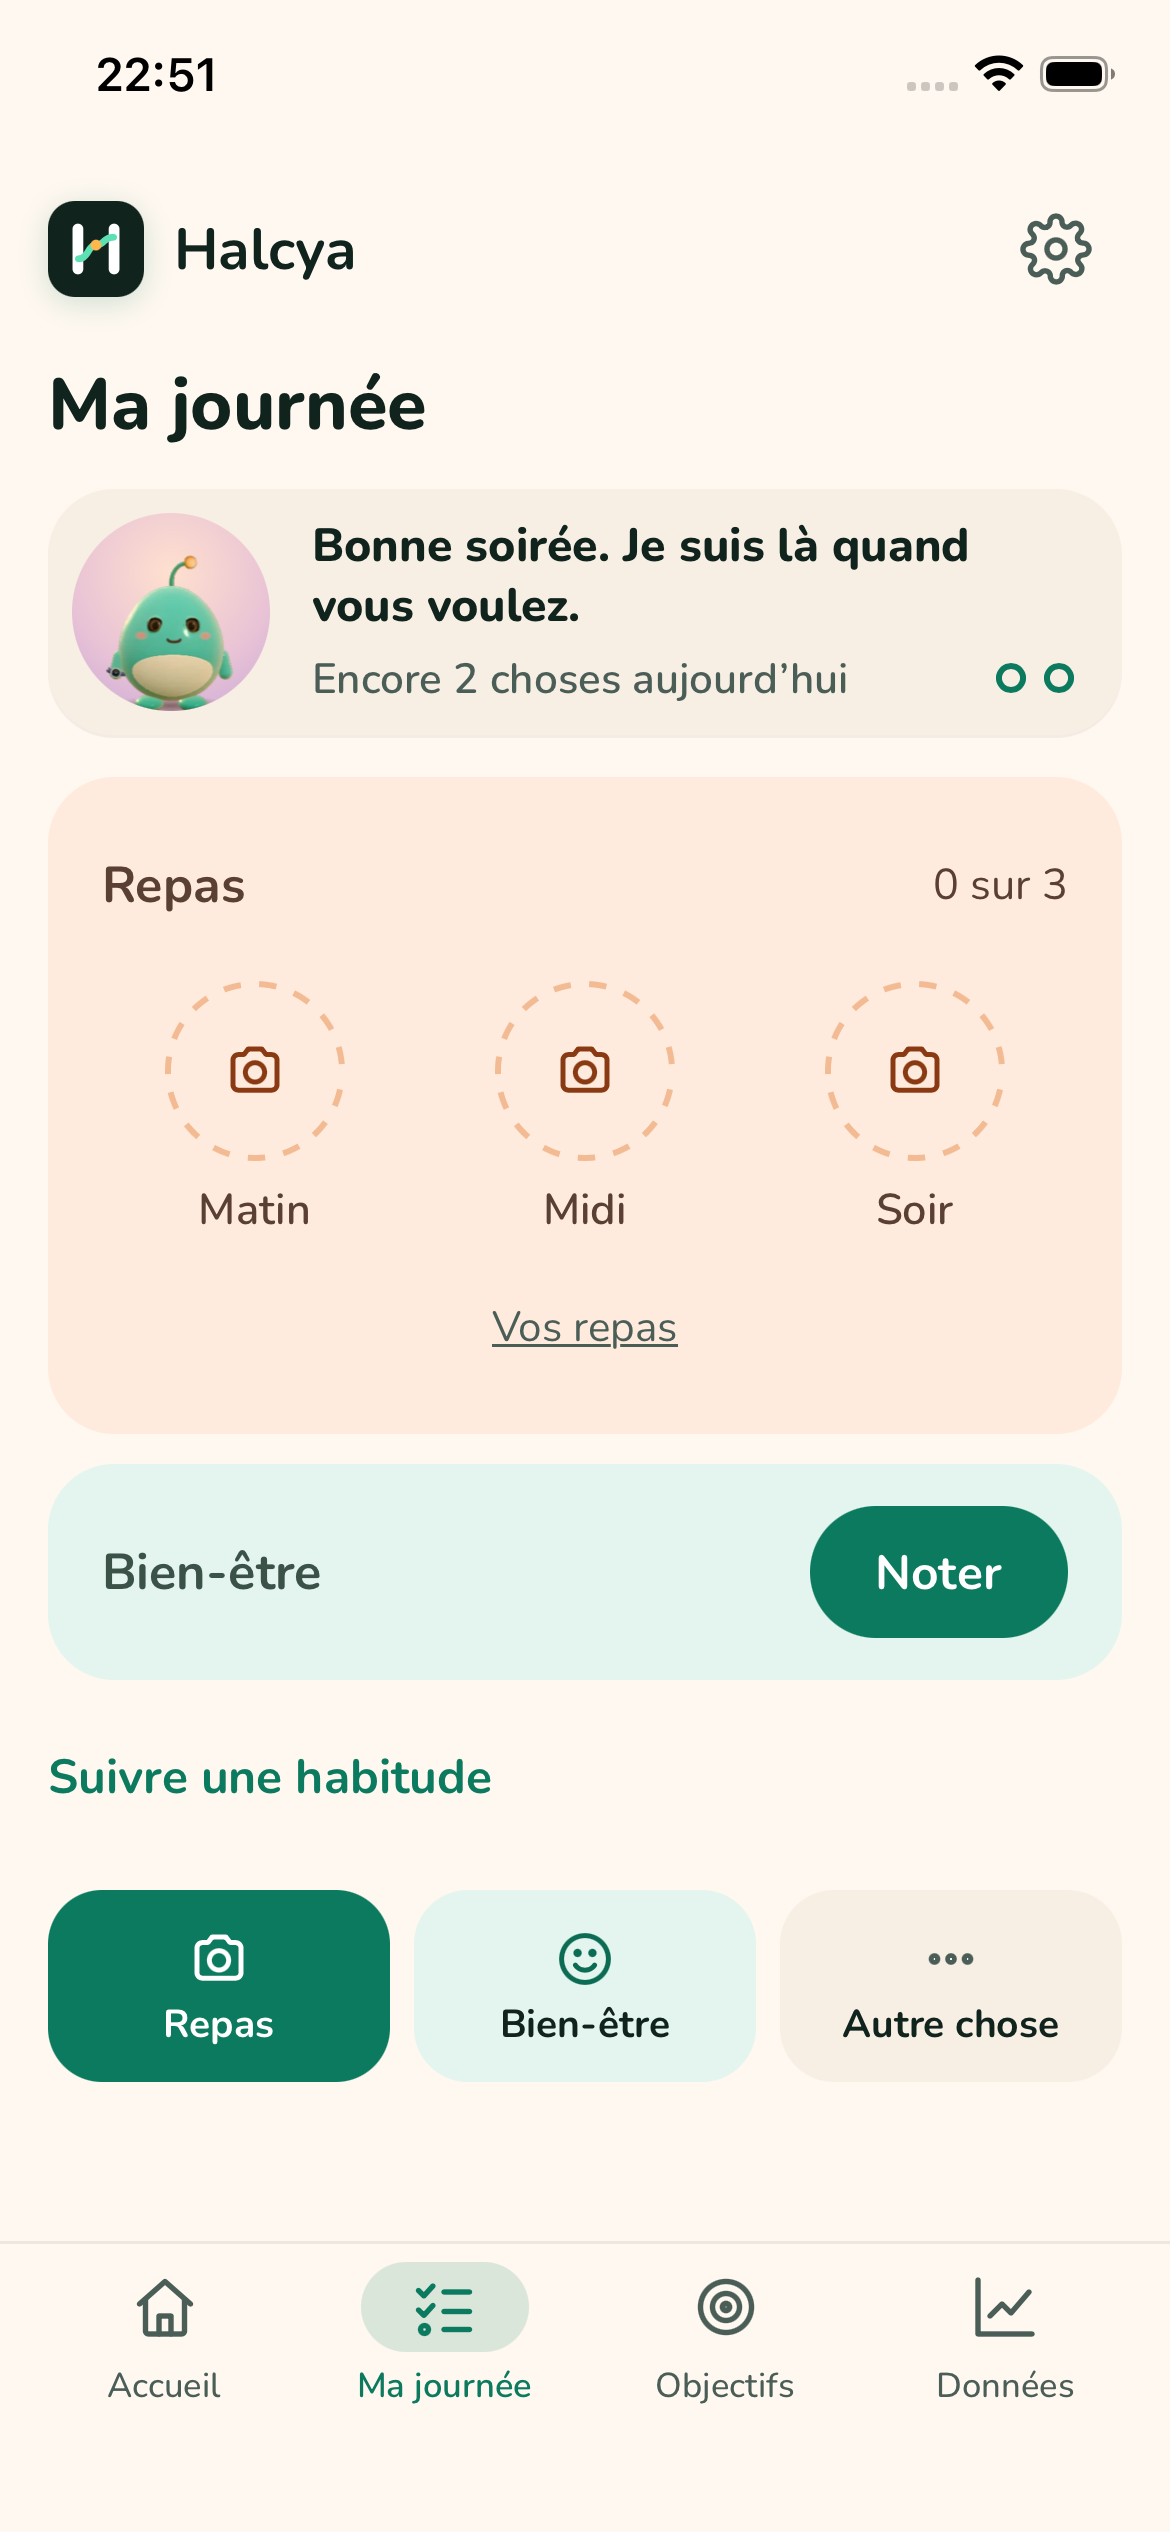 22:51
Halcya
Ma journée
Bonne soirée. Je suis là quand
vous voulez.
Encore 2 choses aujourd’hui
Repas
0 sur 3
Matin
Midi
Soir
Vos repas
Bien-être
Noter
Suivre une habitude
Repas
Bien-être
Autre chose
Accueil
Ma journée
Objectifs
Données